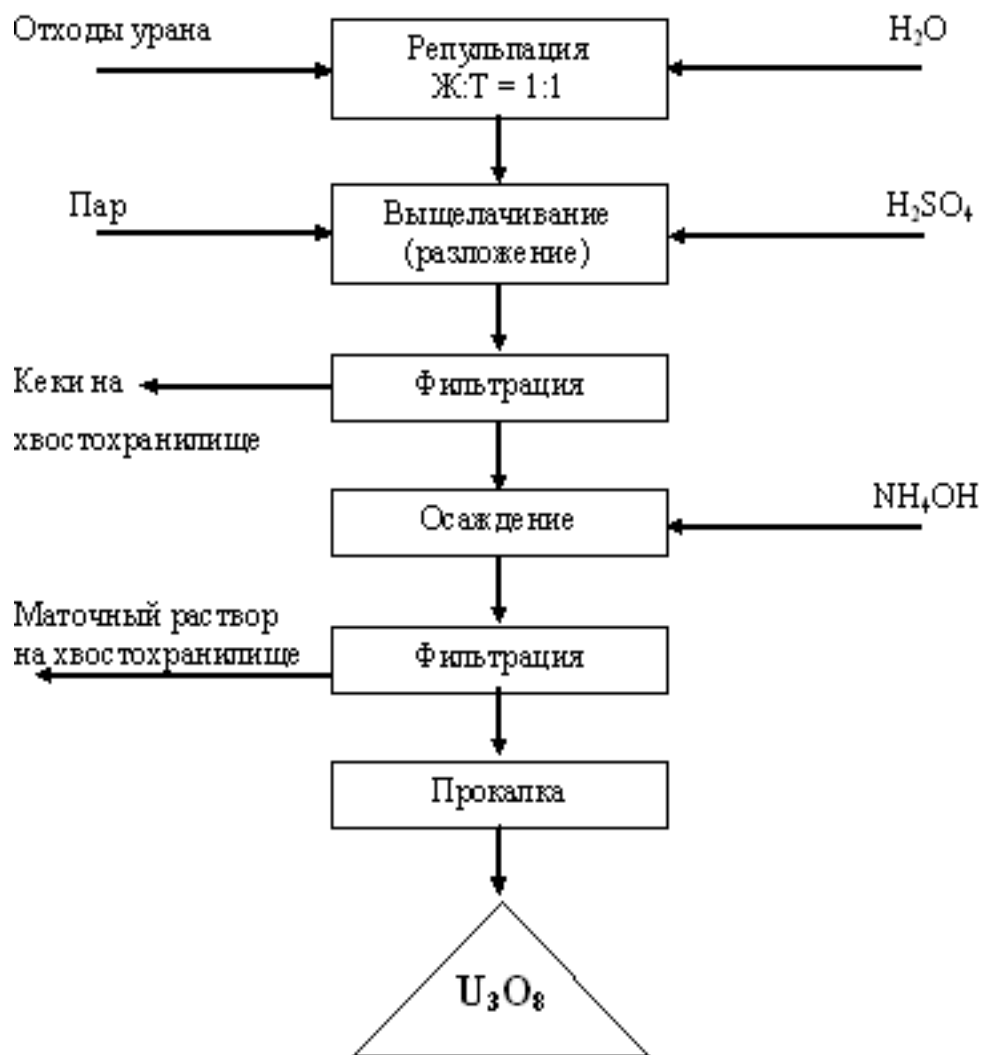 Отходы урана
Репульпация
Ж:Т = 1:1
H₂O
Пар
Выщелачивание
(разложение)
H₂SO₄
Кеки на
хвостохранилище
Фильтрация
Осаждение
NH₄OH
Маточный раствор
на хвостохранилище
Фильтрация
Прокалка
U₃O₈